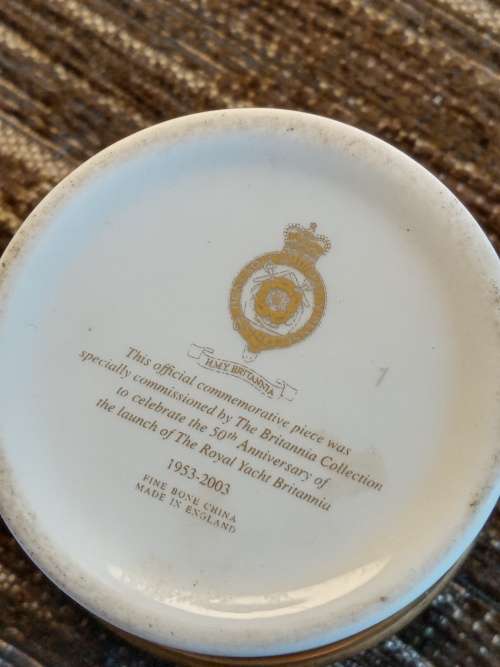 H.M.Y. BRITANNIA
This official commemorative piece was
specially commissioned by The Britannia Collection
to celebrate the 50th Anniversary of
the launch of The Royal Yacht Britannia
1953-2003
FINE BONE CHINA
MADE IN ENGLAND